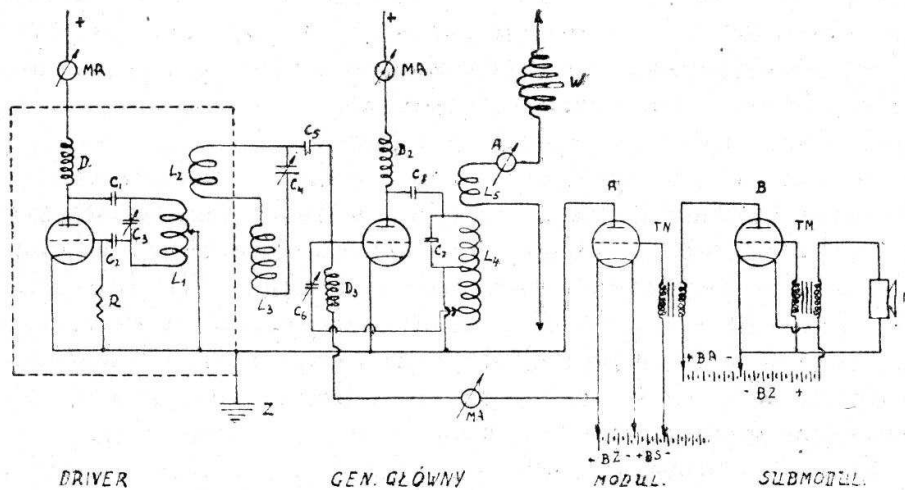 +
+
MA
MA
W
C5
A
D.
L2
B2
C4
L5
C1
C8
A
B
C3
TN
TM
C2
C7
L4
L1
L3
D3
R
C6
+ BA -
- BZ +
Z
MA
- BZ - + BS -
DRIVER
GEN. GŁÓWNY
MODUL.
SUBMODUL.